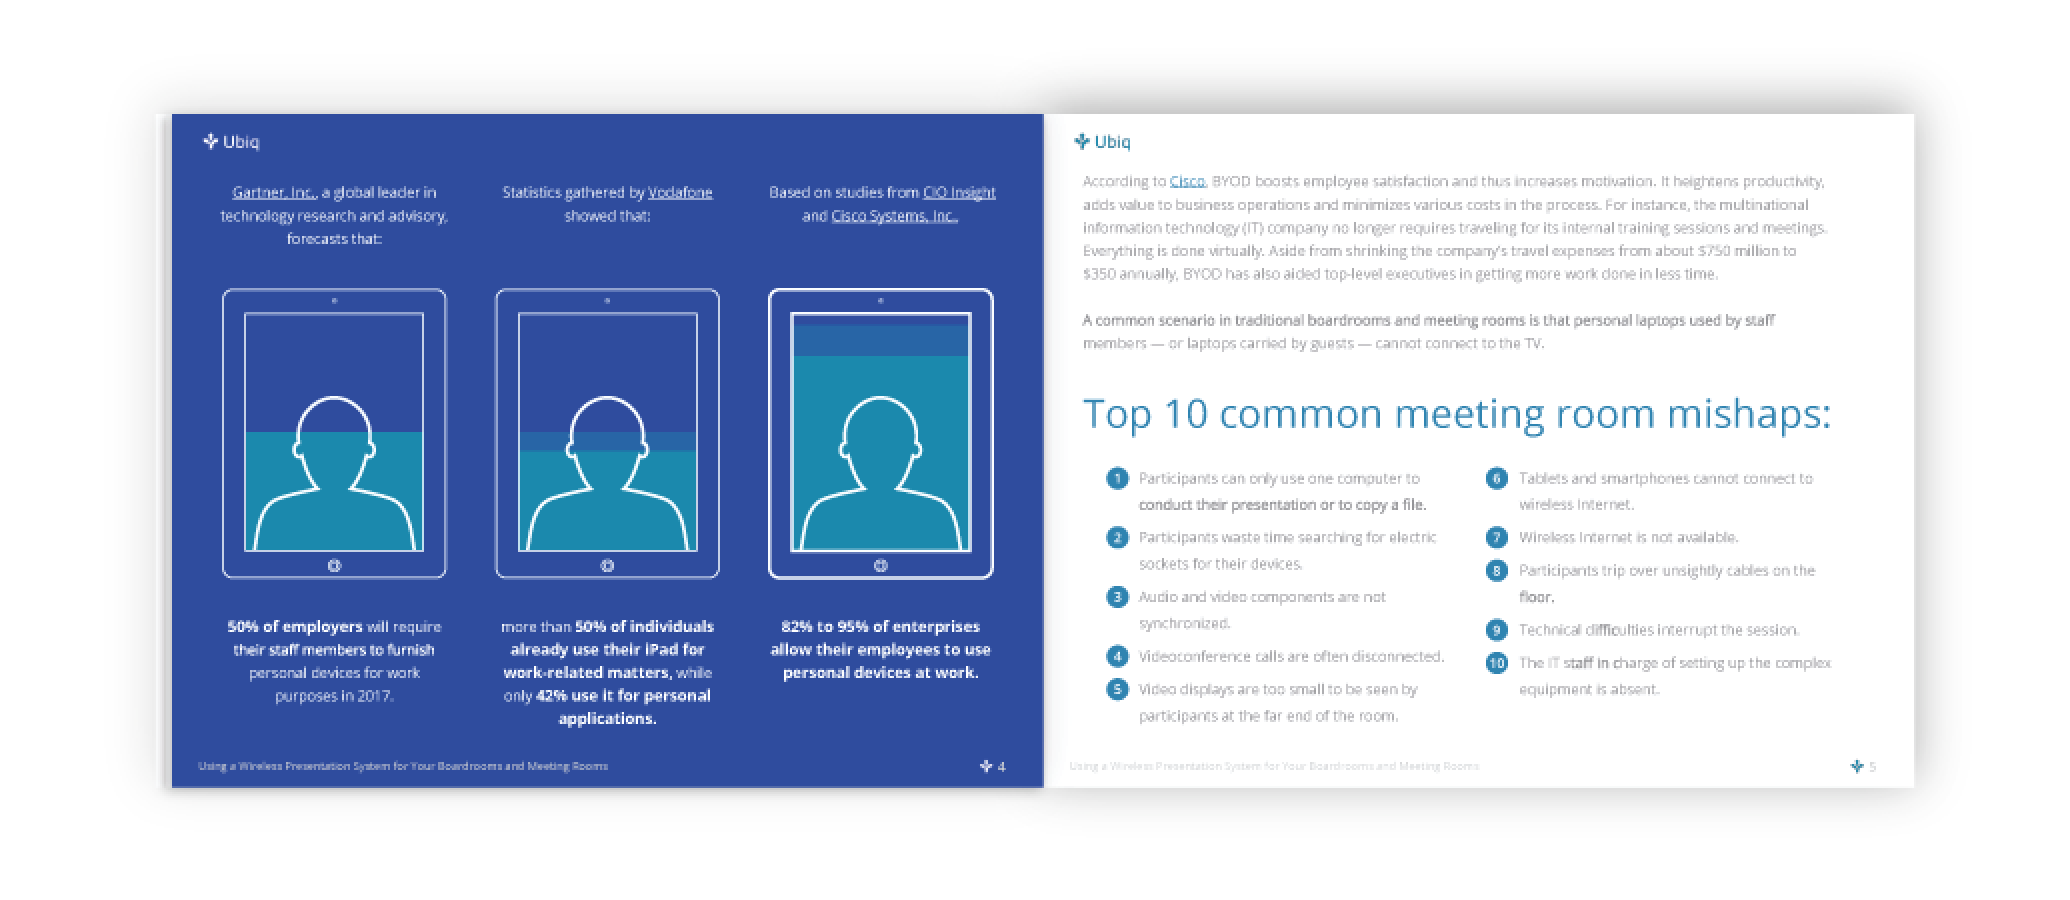 Ubiq
Gartner, Inc., a global leader in
technology research and advisory,
forecasts that:
Statistics gathered by Vodafone
showed that:
Based on studies from CIO Insight
and Cisco Systems, Inc.,
50% of employers will require
their staff members to furnish
personal devices for work
purposes in 2017.
more than 50% of individuals
already use their iPad for
work-related matters, while
only 42% use it for personal
applications.
82% to 95% of enterprises
allow their employees to use
personal devices at work.
Using a Wireless Presentation System for Your Boardrooms and Meeting Rooms
4
Ubiq
According to Cisco, BYOD boosts employee satisfaction and thus increases motivation. It heightens productivity,
adds value to business operations and minimizes various costs in the process. For instance, the multinational
information technology (IT) company no longer requires traveling for its internal training sessions and meetings.
Everything is done virtually. Aside from shrinking the company's travel expenses from about $750 million to
$350 annually, BYOD has also aided top-level executives in getting more work done in less time.
A common scenario in traditional boardrooms and meeting rooms is that personal laptops used by staff
members — or laptops carried by guests — cannot connect to the TV.
Top 10 common meeting room mishaps:
1 Participants can only use one computer to
conduct their presentation or to copy a file.
2 Participants waste time searching for electric
sockets for their devices.
3 Audio and video components are not
synchronized.
4 Videoconference calls are often disconnected.
5 Video displays are too small to be seen by
participants at the far end of the room.
6 Tablets and smartphones cannot connect to
wireless Internet.
7 Wireless Internet is not available.
8 Participants trip over unsightly cables on the
floor.
9 Technical difficulties interrupt the session.
10 The IT staff in charge of setting up the complex
equipment is absent.
Using a Wireless Presentation System for Your Boardrooms and Meeting Rooms
5